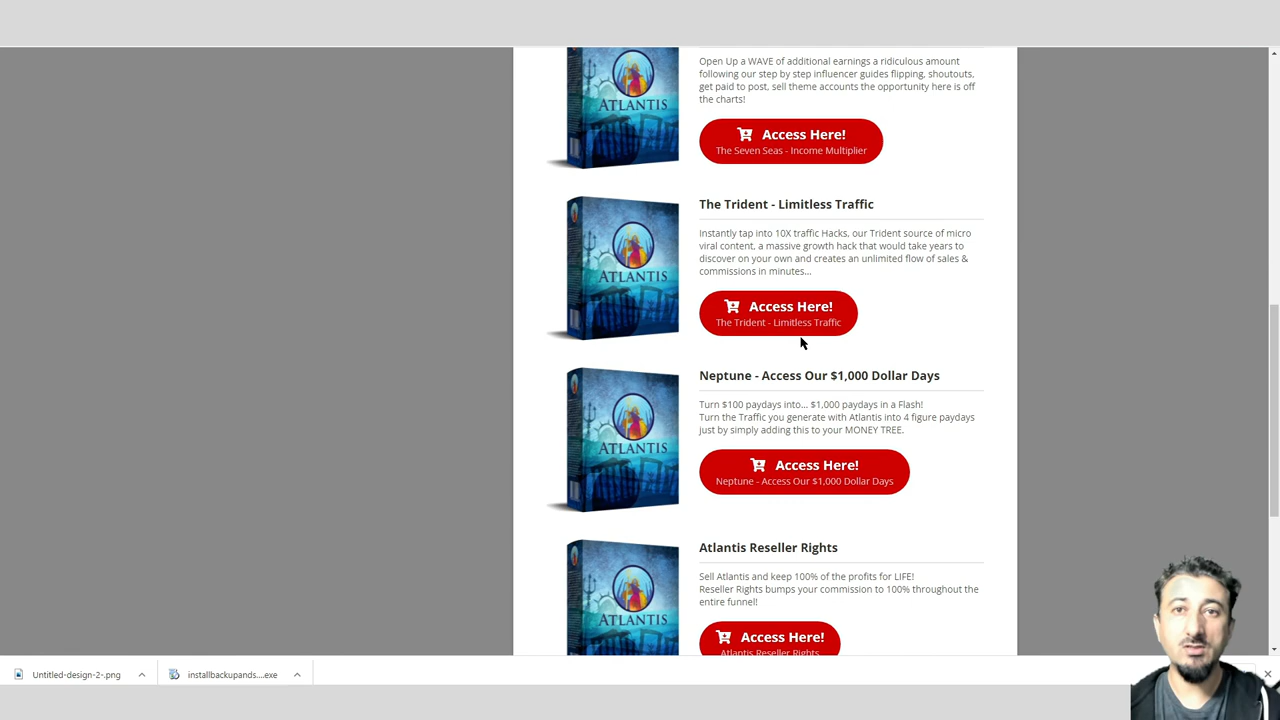 Open Up a WAVE of additional earnings a ridiculous amount
following our step by step influencer guides flipping, shoutouts,
get paid to post, sell theme accounts the opportunity here is off
the charts!
ATLANTIS
Access Here!
The Seven Seas - Income Multiplier
The Trident - Limitless Traffic
Instantly tap into 10X traffic Hacks, our Trident source of micro
viral content, a massive growth hack that would take years to
discover on your own and creates an unlimited flow of sales &
commissions in minutes...
ATLANTIS
Access Here!
The Trident - Limitless Traffic
Neptune - Access Our $1,000 Dollar Days
Turn $100 paydays into... $1,000 paydays in a Flash!
Turn the Traffic you generate with Atlantis into 4 figure paydays
just by simply adding this to your MONEY TREE.
ATLANTIS
Access Here!
Neptune - Access Our $1,000 Dollar Days
Atlantis Reseller Rights
Sell Atlantis and keep 100% of the profits for LIFE!
Reseller Rights bumps your commission to 100% throughout the
entire funnel!
ATLANTIS
Access Here!
Atlantis Reseller Rights
Untitled-design-2-.png
installbackupands....exe